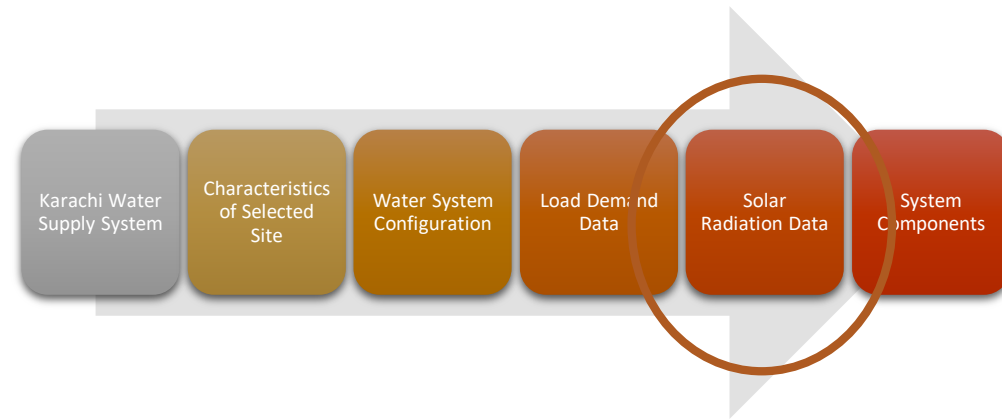 Karachi Water
Supply System
Characteristics
of Selected
Site
Water System
Configuration
Load Demand
Data
Solar
Radiation Data
System
Components